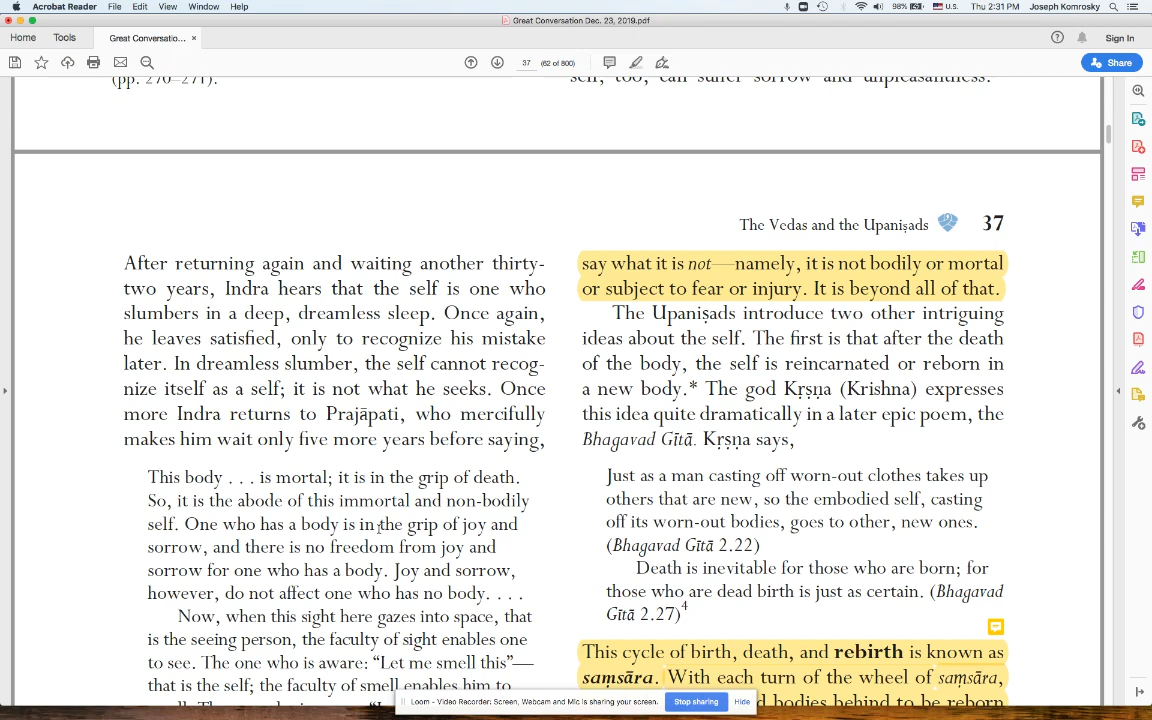 Acrobat Reader File Edit View Window Help 98% U.S. Thu 2:31 PM Joseph Komrosky
Great Conversation Dec. 23, 2019.pdf
Home Tools Great Conversatio... × Sign In
37 (62 of 800) Share
(pp. 270–271).
self, too, can suffer sorrow and unpleasantness.
The Vedas and the Upaniṣads 37
After returning again and waiting another thirty-
two years, Indra hears that the self is one who
slumbers in a deep, dreamless sleep. Once again,
he leaves satisfied, only to recognize his mistake
later. In dreamless slumber, the self cannot recog-
nize itself as a self; it is not what he seeks. Once
more Indra returns to Prajāpati, who mercifully
makes him wait only five more years before saying,
This body . . . is mortal; it is in the grip of death.
So, it is the abode of this immortal and non-bodily
self. One who has a body is in the grip of joy and
sorrow, and there is no freedom from joy and
sorrow for one who has a body. Joy and sorrow,
however, do not affect one who has no body. . . .
Now, when this sight here gazes into space, that
is the seeing person, the faculty of sight enables one
to see. The one who is aware: “Let me smell this”—
that is the self; the faculty of smell enables him to
say what it is not—namely, it is not bodily or mortal
or subject to fear or injury. It is beyond all of that.
The Upaniṣads introduce two other intriguing
ideas about the self. The first is that after the death
of the body, the self is reincarnated or reborn in
a new body.* The god Kṛṣṇa (Krishna) expresses
this idea quite dramatically in a later epic poem, the
Bhagavad Gītā. Kṛṣṇa says,
Just as a man casting off worn-out clothes takes up
others that are new, so the embodied self, casting
off its worn-out bodies, goes to other, new ones.
(Bhagavad Gītā 2.22)
Death is inevitable for those who are born; for
those who are dead birth is just as certain. (Bhagavad
Gītā 2.27)4
This cycle of birth, death, and rebirth is known as
saṃsāra. With each turn of the wheel of saṃsāra,
d bodies behind to be reborn
Loom - Video Recorder: Screen, Webcam and Mic is sharing your screen. Stop sharing Hide